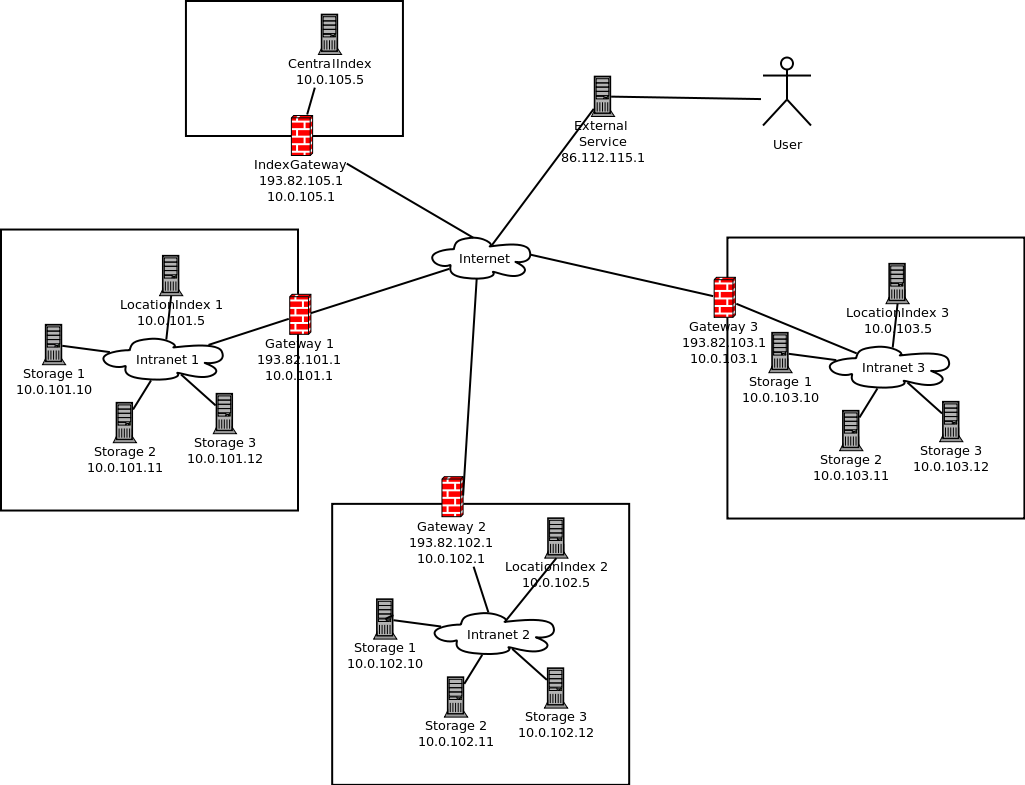 CentralIndex
10.0.105.5
External
Service
86.112.115.1
User
IndexGateway
193.82.105.1
10.0.105.1
Internet
LocationIndex 1
10.0.101.5
Gateway 1
193.82.101.1
10.0.101.1
Intranet 1
Storage 1
10.0.101.10
Storage 2
10.0.101.11
Storage 3
10.0.101.12
LocationIndex 3
10.0.103.5
Gateway 3
193.82.103.1
10.0.103.1
Intranet 3
Storage 1
10.0.103.10
Storage 2
10.0.103.11
Storage 3
10.0.103.12
Gateway 2
193.82.102.1
10.0.102.1
LocationIndex 2
10.0.102.5
Intranet 2
Storage 1
10.0.102.10
Storage 2
10.0.102.11
Storage 3
10.0.102.12